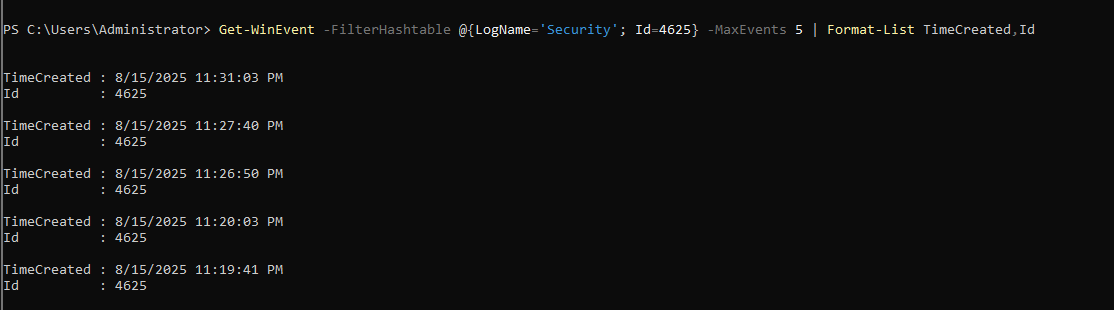 PS C:\Users\Administrator> Get-WinEvent -FilterHashtable @{LogName='Security'; Id=4625} -MaxEvents 5 | Format-List TimeCreated,Id
TimeCreated : 8/15/2025 11:31:03 PM
Id          : 4625
TimeCreated : 8/15/2025 11:27:40 PM
Id          : 4625
TimeCreated : 8/15/2025 11:26:50 PM
Id          : 4625
TimeCreated : 8/15/2025 11:20:03 PM
Id          : 4625
TimeCreated : 8/15/2025 11:19:41 PM
Id          : 4625